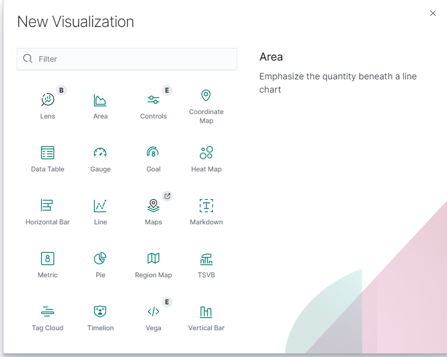 New Visualization
Filter
Area
Emphasize the quantity beneath a line
chart
B
E
Lens
Area
Controls
Coordinate
Map
Data Table
Gauge
8
Goal
Heat Map
Horizontal Bar
Line
Maps
T
Markdown
8
Metric
Pie
Region Map
TSVB
E
Tag Cloud
Timelion
Vega
Vertical Bar